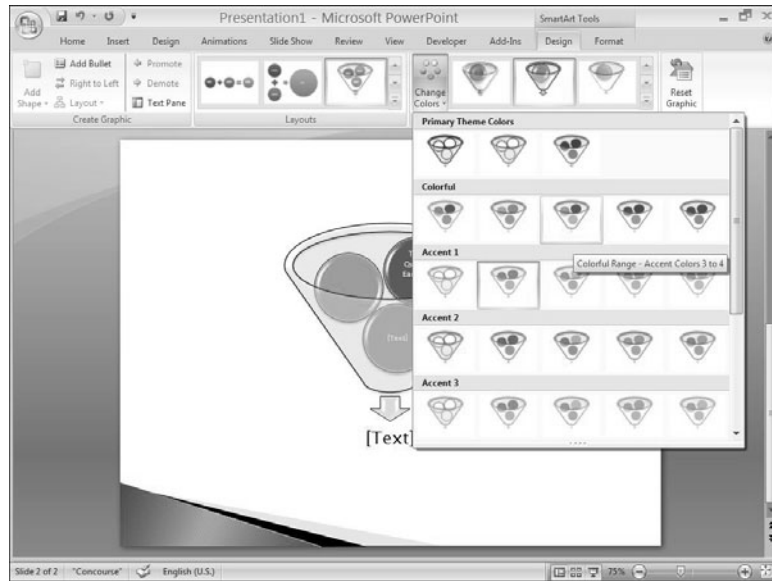 Presentation1 - Microsoft PowerPoint
SmartArt Tools
Home Insert Design Animations Slide Show Review View Developer Add-Ins Design Format
Add Shape
Add Bullet
Right to Left
Layout
Promote
Demote
Text Pane
Create Graphic
Layouts
Change Colors
Reset Graphic
Primary Theme Colors
Colorful
Colorful Range - Accent Colors 3 to 4
Accent 1
Accent 2
Accent 3
[Text]
[Text]
Slide 2 of 2 "Concourse" English (U.S.) 75%